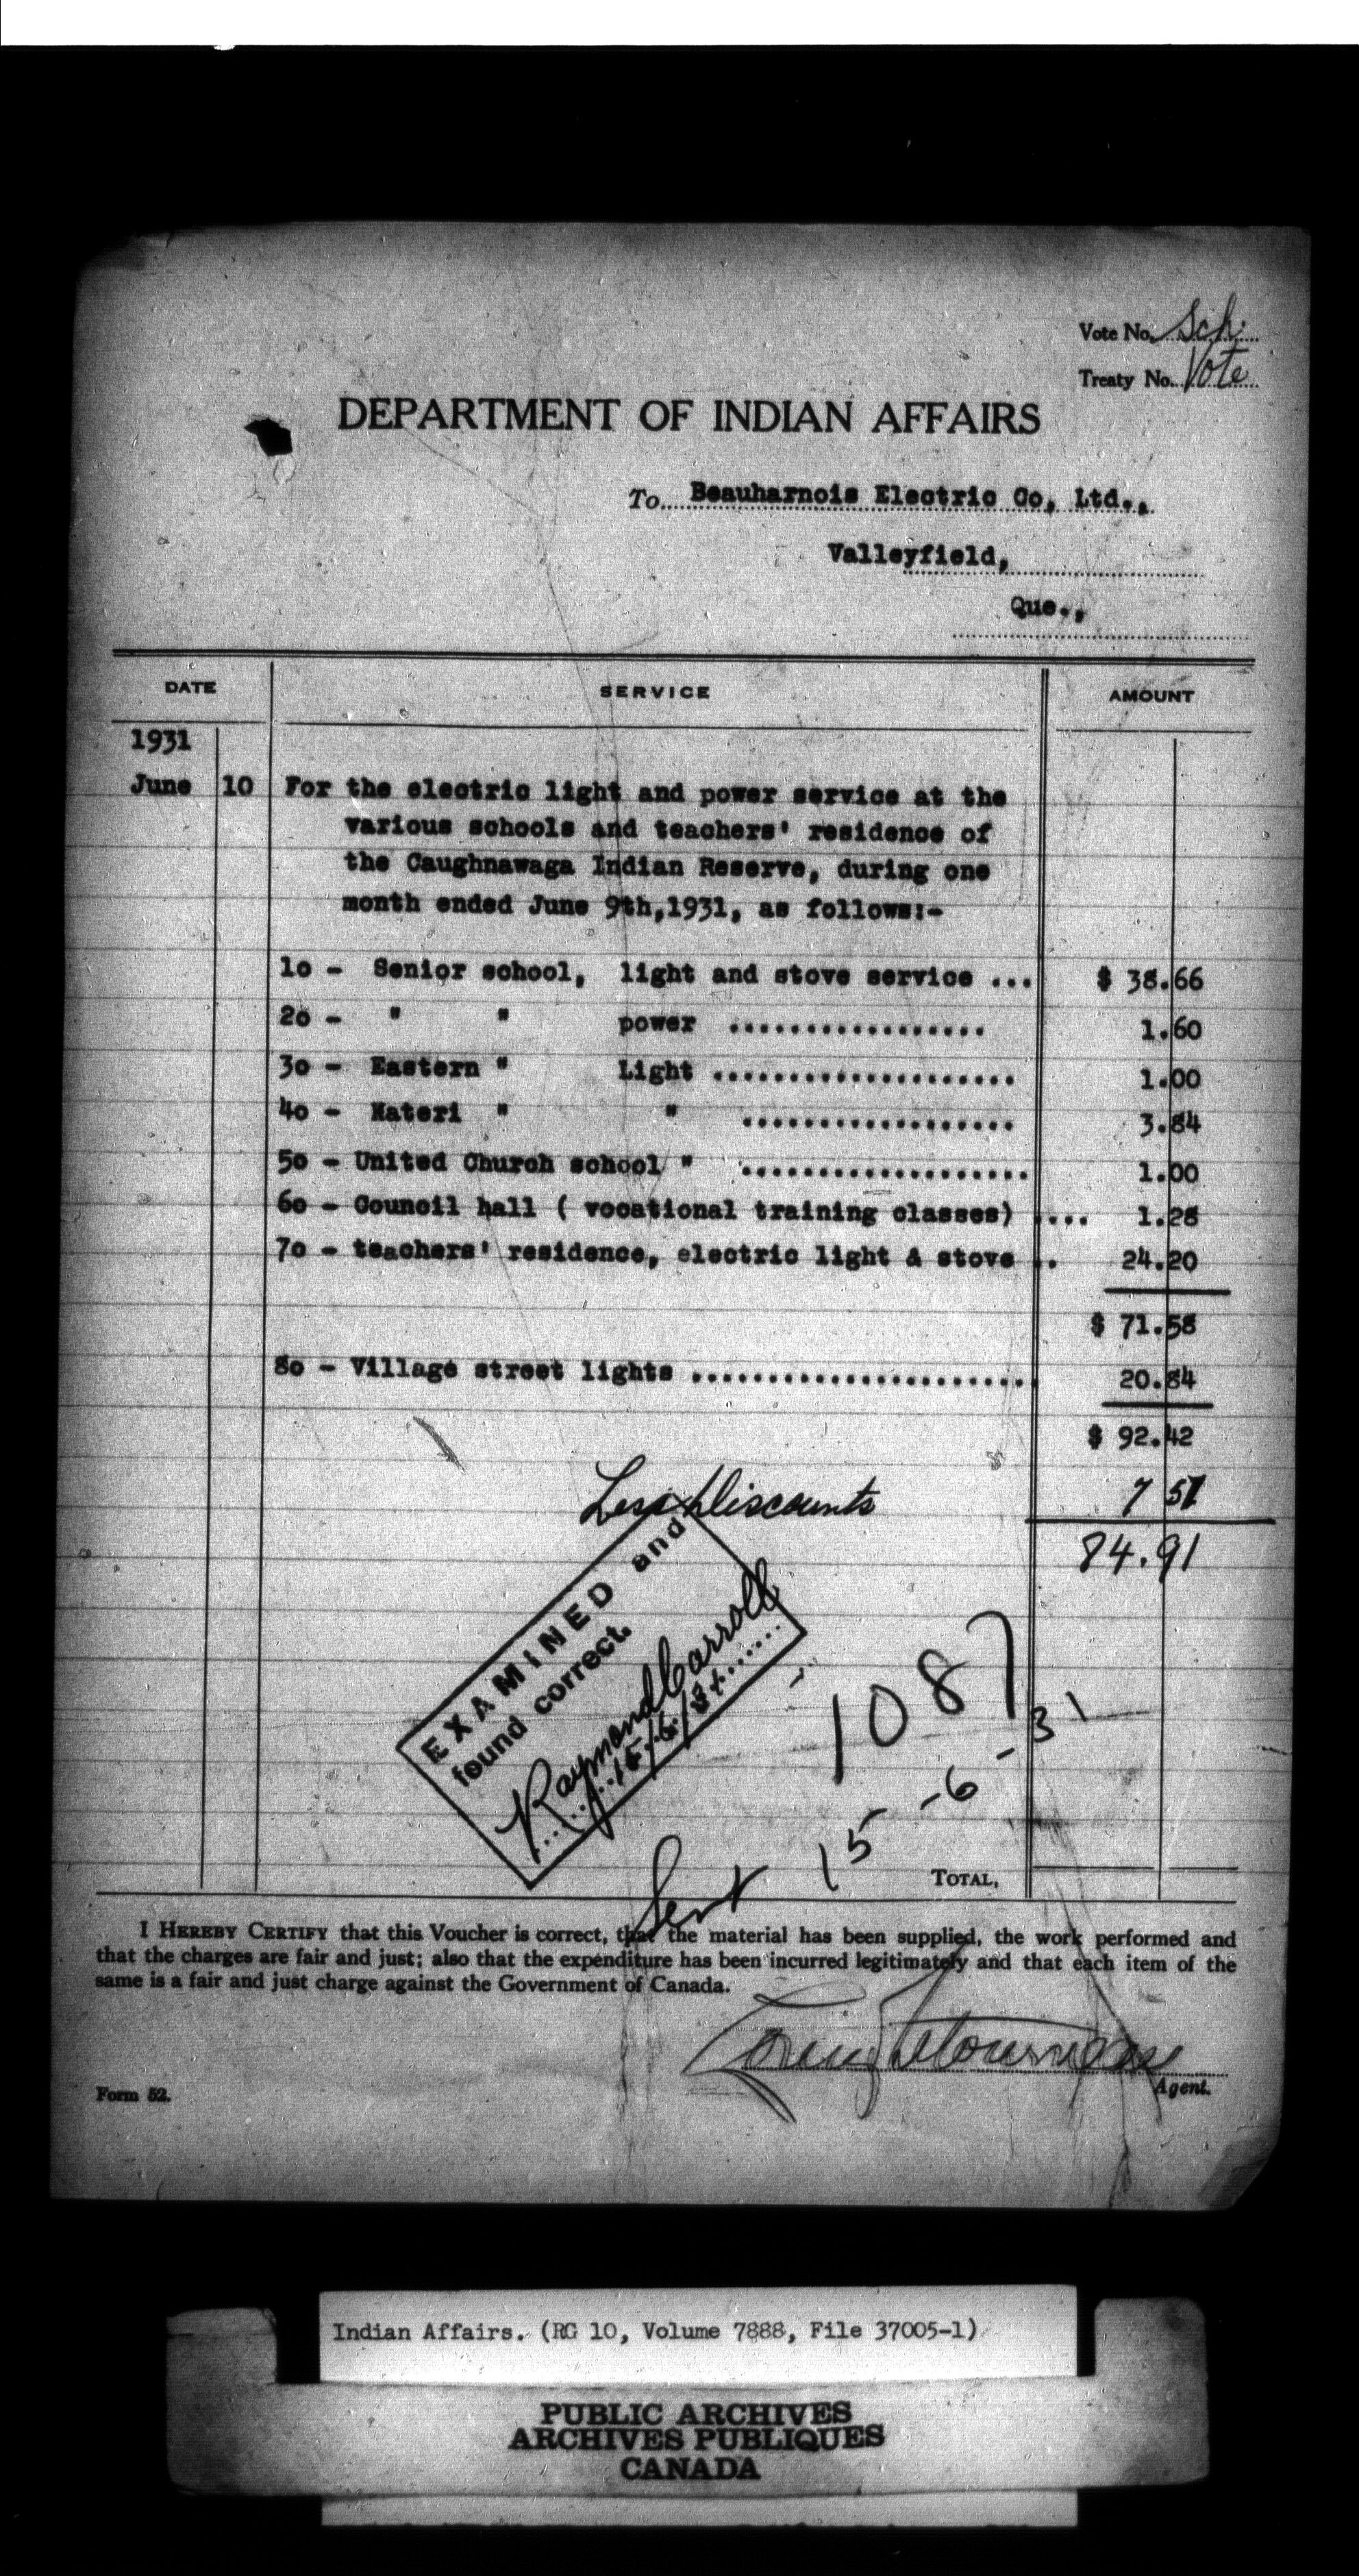 Vote No. Sch.
Treaty No. Vote
DEPARTMENT OF INDIAN AFFAIRS
To Beauharnois Electric Co, Ltd.,
Valleyfield,
Que.,
DATE SERVICE AMOUNT
1931
June 10 For the electric light and power service at the
various schools and teachers' residence of
the Caughnawaga Indian Reserve, during one
month ended June 9th,1931, as follows:-
1o - Senior school, light and stove service ... $ 38.66
2o - " " power ................. 1.60
3o - Eastern " Light .................... 1.00
4o - Kateri " " .................. 3.84
5o - United Church school " ................... 1.00
6o - Council hall ( vocational training classes) .... 1.28
7o - teachers' residence, electric light & stove .. 24.20
$ 71.58
8o - Village street lights ....................... 20.84
$ 92.42
Less Discounts 7 51
84.91
EXAMINED and
found correct.
Raymond Carroll
15/6/31
1087
Sent 15-6-31
TOTAL,
I HEREBY CERTIFY that this Voucher is correct, that the material has been supplied, the work performed and
that the charges are fair and just; also that the expenditure has been incurred legitimately and that each item of the
same is a fair and just charge against the Government of Canada.
Agent.
Form 52.
Indian Affairs. (RG 10, Volume 7888, File 37005-1)
PUBLIC ARCHIVES
ARCHIVES PUBLIQUES
CANADA